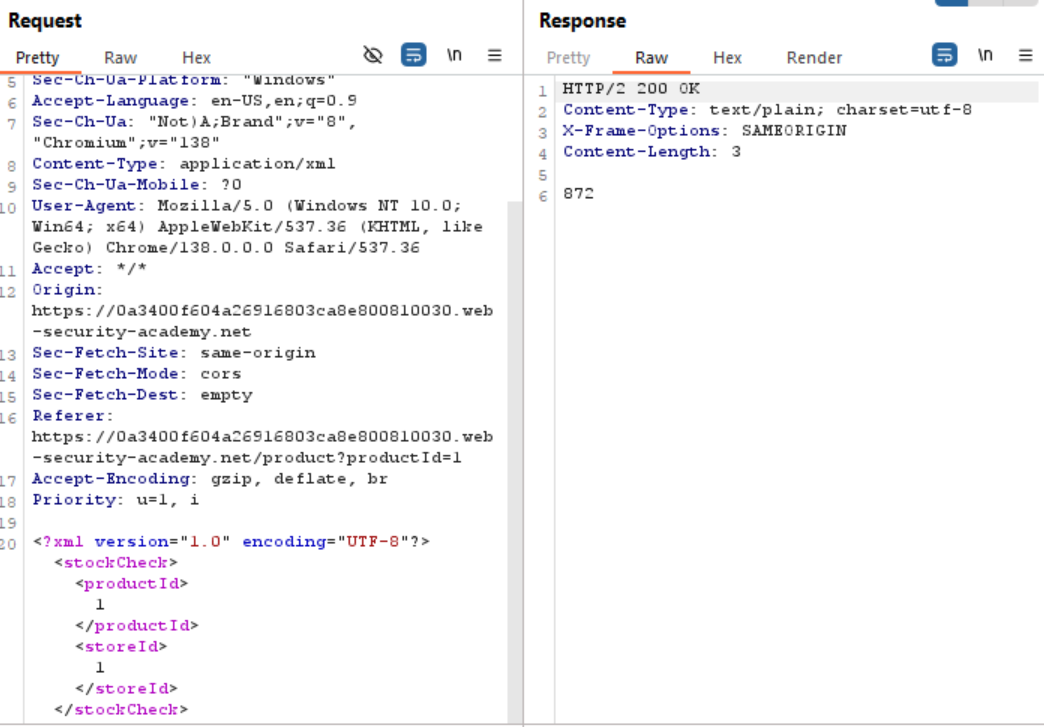 Request
Pretty Raw Hex \n
5 Sec-Ch-Ua-Platform: "Windows"
6 Accept-Language: en-US,en;q=0.9
7 Sec-Ch-Ua: "Not)A;Brand";v="8",
"Chromium";v="138"
8 Content-Type: application/xml
9 Sec-Ch-Ua-Mobile: ?0
10 User-Agent: Mozilla/5.0 (Windows NT 10.0;
Win64; x64) AppleWebKit/537.36 (KHTML, like
Gecko) Chrome/138.0.0.0 Safari/537.36
11 Accept: */*
12 Origin:
https://0a3400f604a26916803ca8e800810030.web
-security-academy.net
13 Sec-Fetch-Site: same-origin
14 Sec-Fetch-Mode: cors
15 Sec-Fetch-Dest: empty
16 Referer:
https://0a3400f604a26916803ca8e800810030.web
-security-academy.net/product?productId=1
17 Accept-Encoding: gzip, deflate, br
18 Priority: u=1, i
19
20 <?xml version="1.0" encoding="UTF-8"?>
<stockCheck>
<productId>
1
</productId>
<storeId>
1
</storeId>
</stockCheck>
Response
Pretty Raw Hex Render \n
1 HTTP/2 200 OK
2 Content-Type: text/plain; charset=utf-8
3 X-Frame-Options: SAMEORIGIN
4 Content-Length: 3
5
6 872